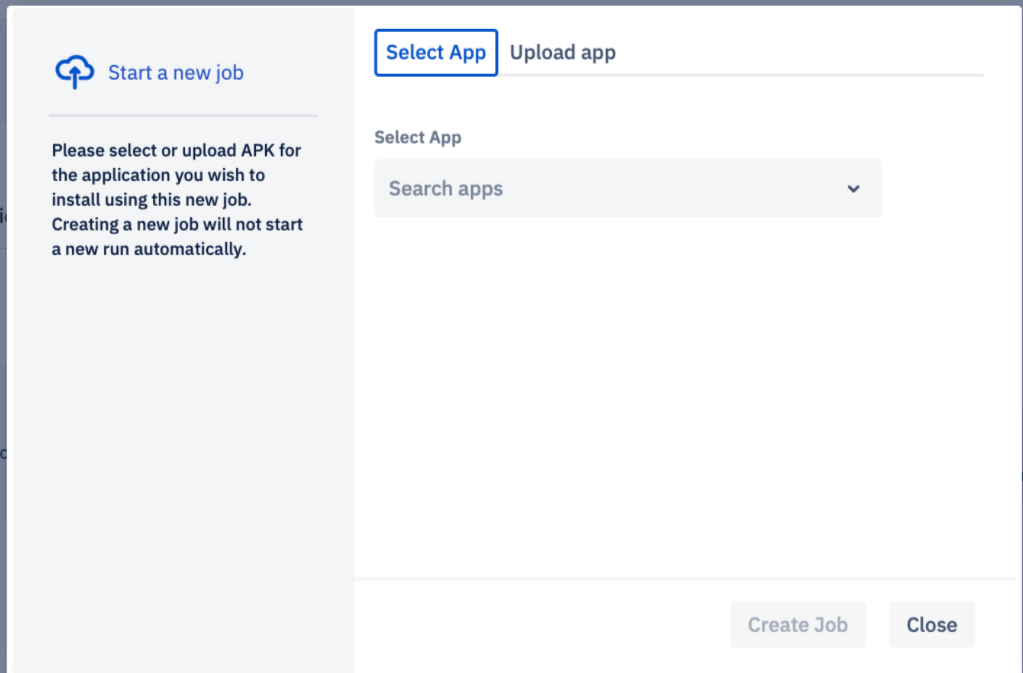 Start a new job
Please select or upload APK for
the application you wish to
install using this new job.
Creating a new job will not start
a new run automatically.
Select App
Upload app
Select App
Search apps
Create Job
Close